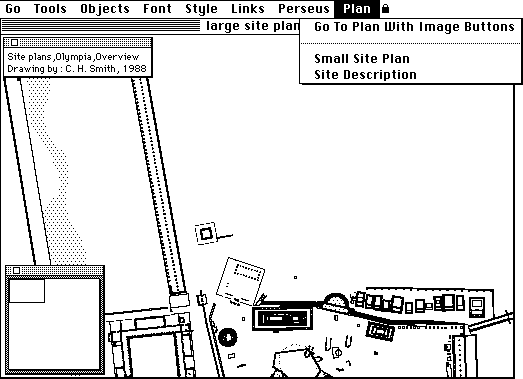 Go Tools Objects Font Style Links Perseus Plan
large site plan
Go To Plan With Image Buttons
Small Site Plan
Site Description
Site plans,Olympia,Overview
Drawing by : C. H. Smith, 1988